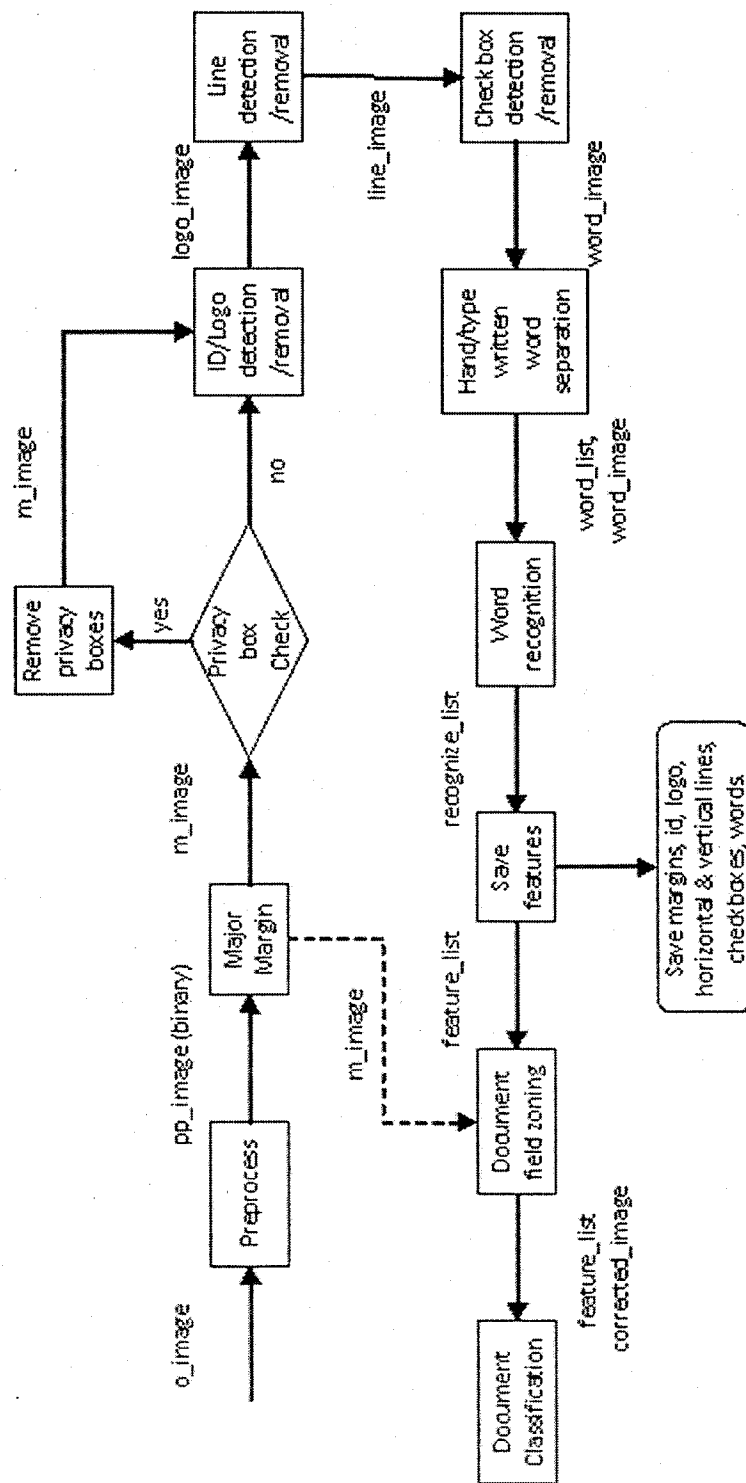 o_image
Preprocess
pp_image (binary)
Major
Margin
m_image
Privacy
box
Check
yes
Remove
privacy
boxes
m_image
no
ID/Logo
detection
/removal
logo_image
Line
detection
/removal
line_image
Check box
detection
/removal
word_image
Hand/type
written
word
separation
word_list,
word_image
Word
recognition
recognize_list
Save
features
Save margins, id, logo,
horizontal & vertical lines,
checkboxes, words.
feature_list
m_image
Document
field zoning
feature_list
corrected_image
Document
Classification